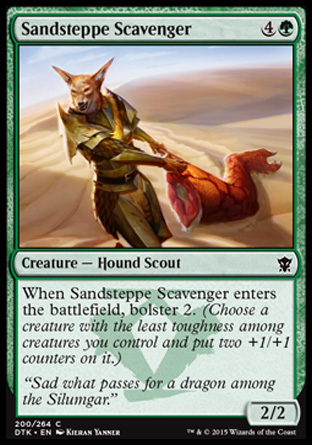 Sandsteppe Scavenger 4
Creature — Hound Scout
When Sandsteppe Scavenger enters
the battlefield, bolster 2. (Choose a
creature with the least toughness among
creatures you control and put two +1/+1
counters on it.)
"Sad what passes for a dragon among
the Silumgar."
2/2
200/264 C
DTK • EN Kieran Yanner
™ & © 2015 Wizards of the Coast